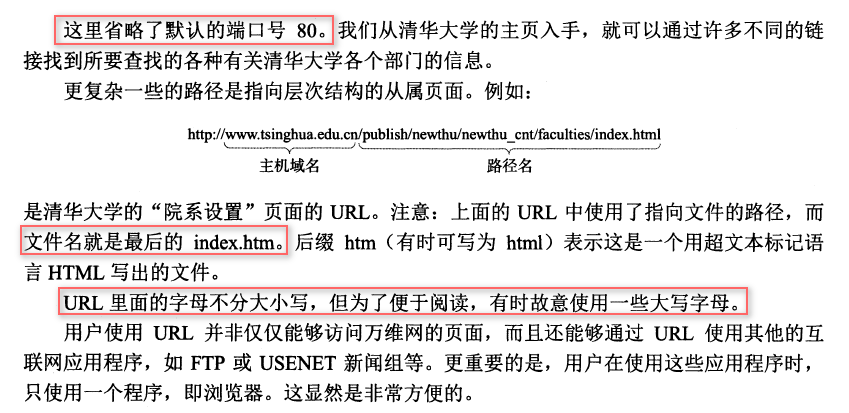 这里省略了默认的端口号 80。我们从清华大学的主页入手，就可以通过许多不同的链
接找到所要查找的各种有关清华大学各个部门的信息。
更复杂一些的路径是指向层次结构的从属页面。例如：
http://www.tsinghua.edu.cn/publish/newthu/newthu_cnt/faculties/index.html
主机域名 路径名
是清华大学的“院系设置”页面的 URL。注意：上面的 URL 中使用了指向文件的路径，而
文件名就是最后的 index.htm。后缀 htm（有时可写为 html）表示这是一个用超文本标记语
言 HTML 写出的文件。
URL 里面的字母不分大小写，但为了便于阅读，有时故意使用一些大写字母。
用户使用 URL 并非仅仅能够访问万维网的页面，而且还能够通过 URL 使用其他的互
联网应用程序，如 FTP 或 USENET 新闻组等。更重要的是，用户在使用这些应用程序时，
只使用一个程序，即浏览器。这显然是非常方便的。